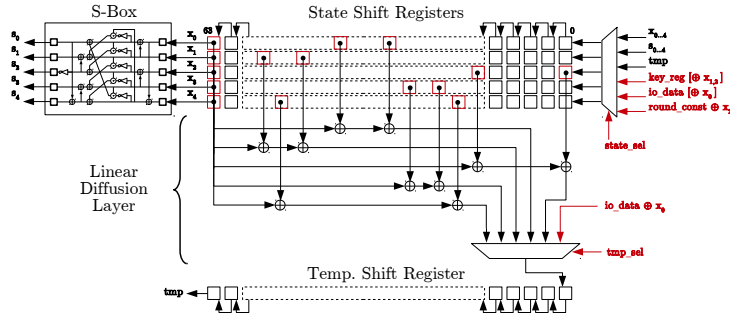 S-Box
State Shift Registers
63
0
s₀
s₁
s₂
s₃
s₄
x₀
x₁
x₂
x₃
x₄
x₀…₄
s₀…₄
tmp
key_reg [⊕ x₁,₂]
io_data [⊕ x₀]
round_const ⊕ x
state_sel
Linear
Diffusion
Layer
io_data ⊕ x₀
tmp_sel
Temp. Shift Register
tmp